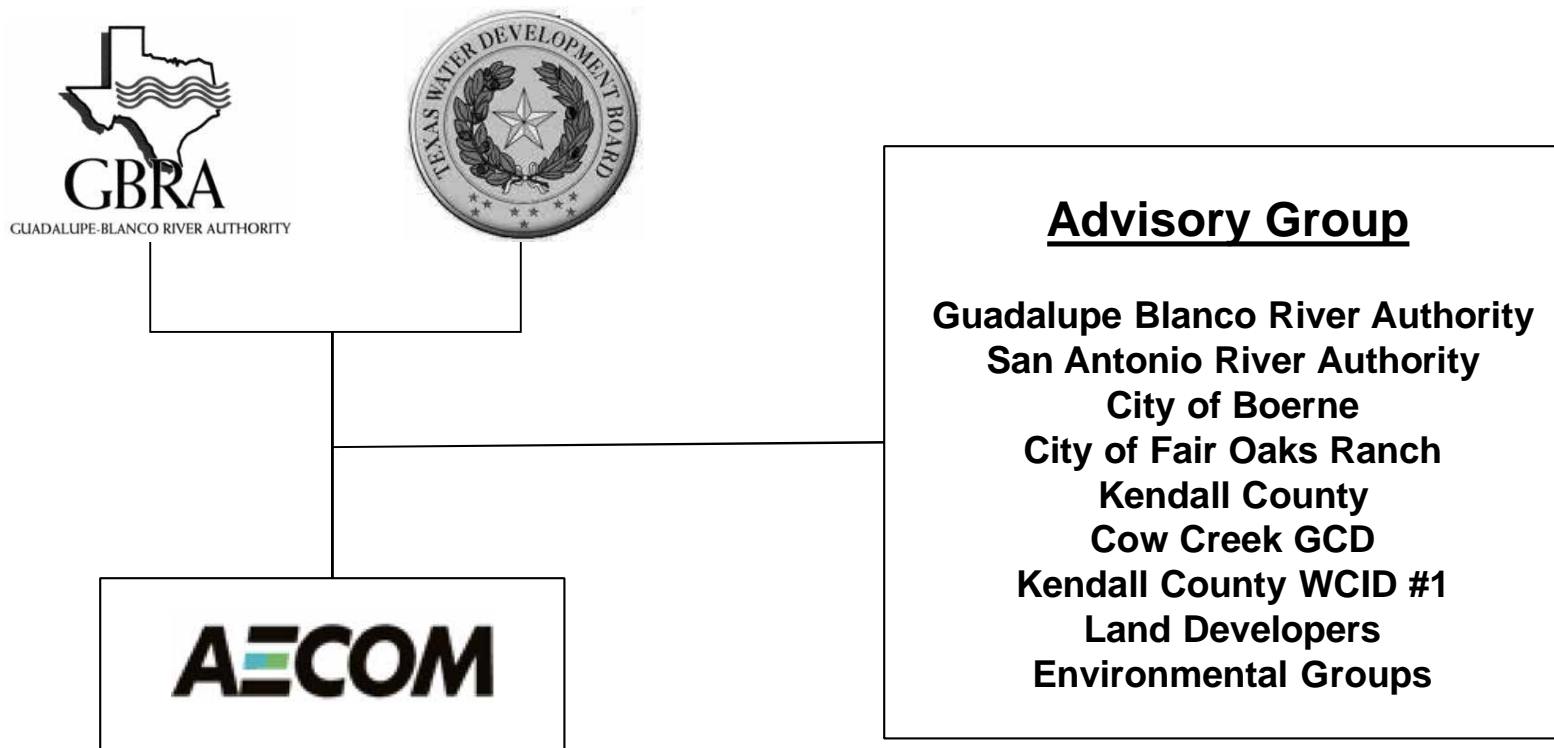 GBRA
GUADALUPE-BLANCO RIVER AUTHORITY
TEXAS WATER DEVELOPMENT BOARD
Advisory Group
Guadalupe Blanco River Authority
San Antonio River Authority
City of Boerne
City of Fair Oaks Ranch
Kendall County
Cow Creek GCD
Kendall County WCID #1
Land Developers
Environmental Groups
AECOM